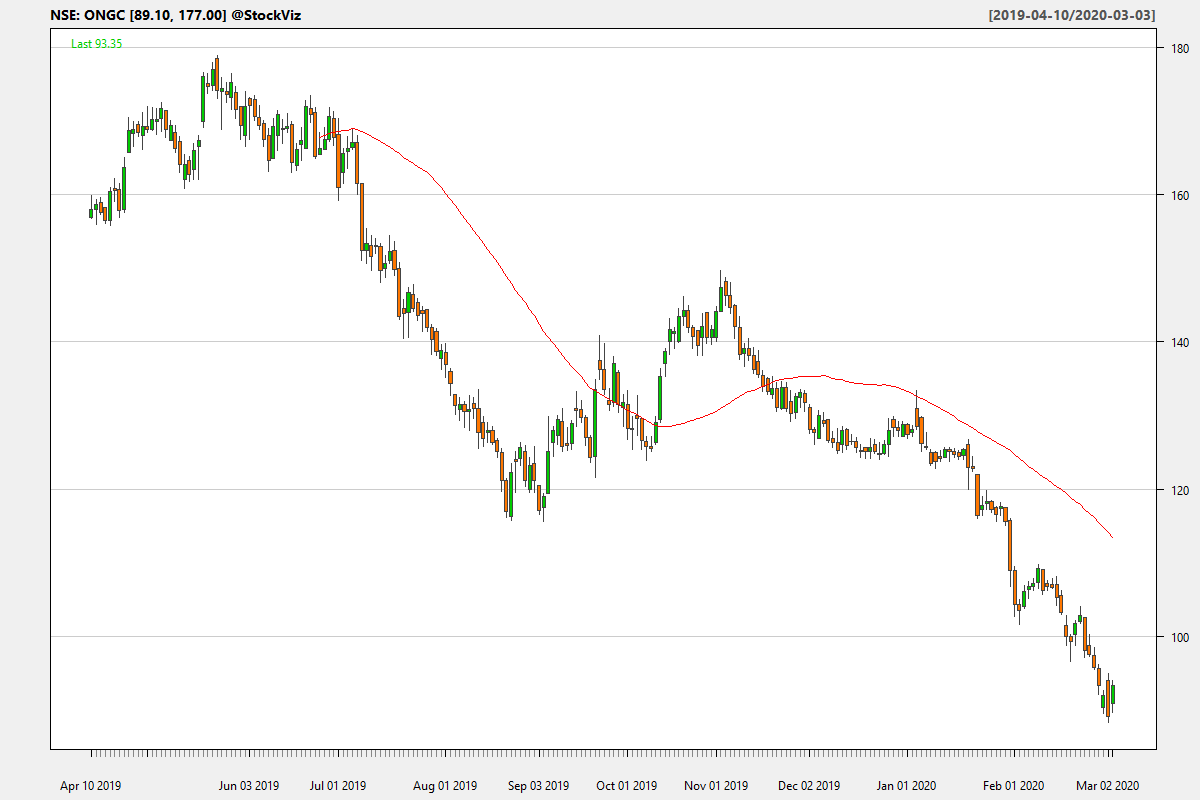 NSE: ONGC [89.10, 177.00] @StockViz
[2019-04-10/2020-03-03]
Last 93.35
180
160
140
120
100
Apr 10 2019 Jun 03 2019 Jul 01 2019 Aug 01 2019 Sep 03 2019 Oct 01 2019 Nov 01 2019 Dec 02 2019 Jan 01 2020 Feb 01 2020 Mar 02 2020